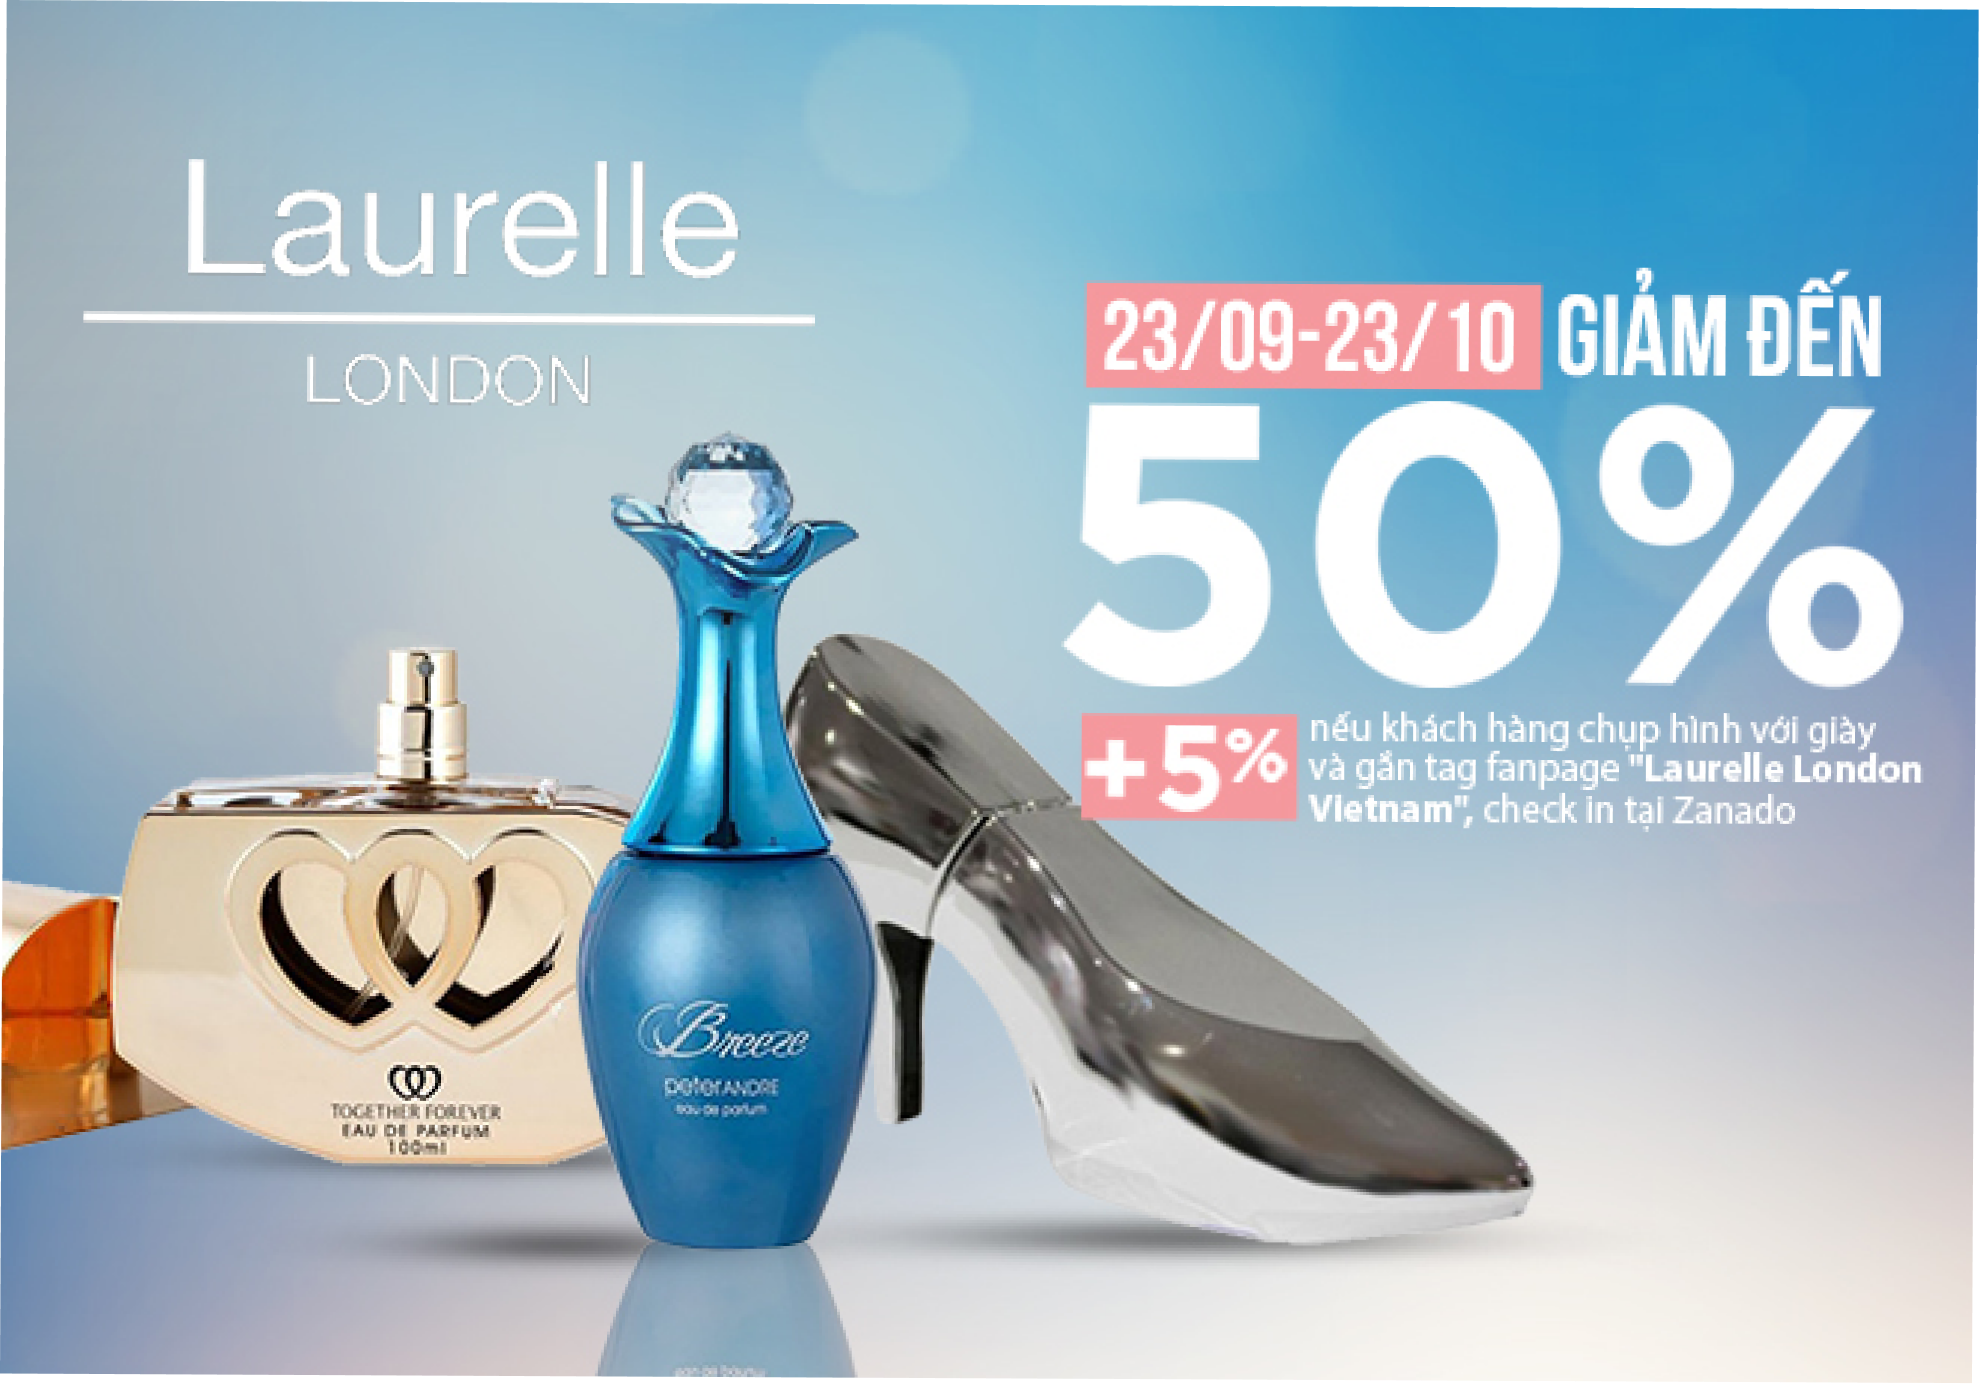 Laurelle
LONDON
23/09-23/10 GIẢM ĐẾN
50%
+5%
nếu khách hàng chụp hình với giày
và gắn tag fanpage "Laurelle London
Vietnam", check in tại Zanado
Breeze
peter ANDRE
eau de parfum
TOGETHER FOREVER
EAU DE PARFUM
100ml